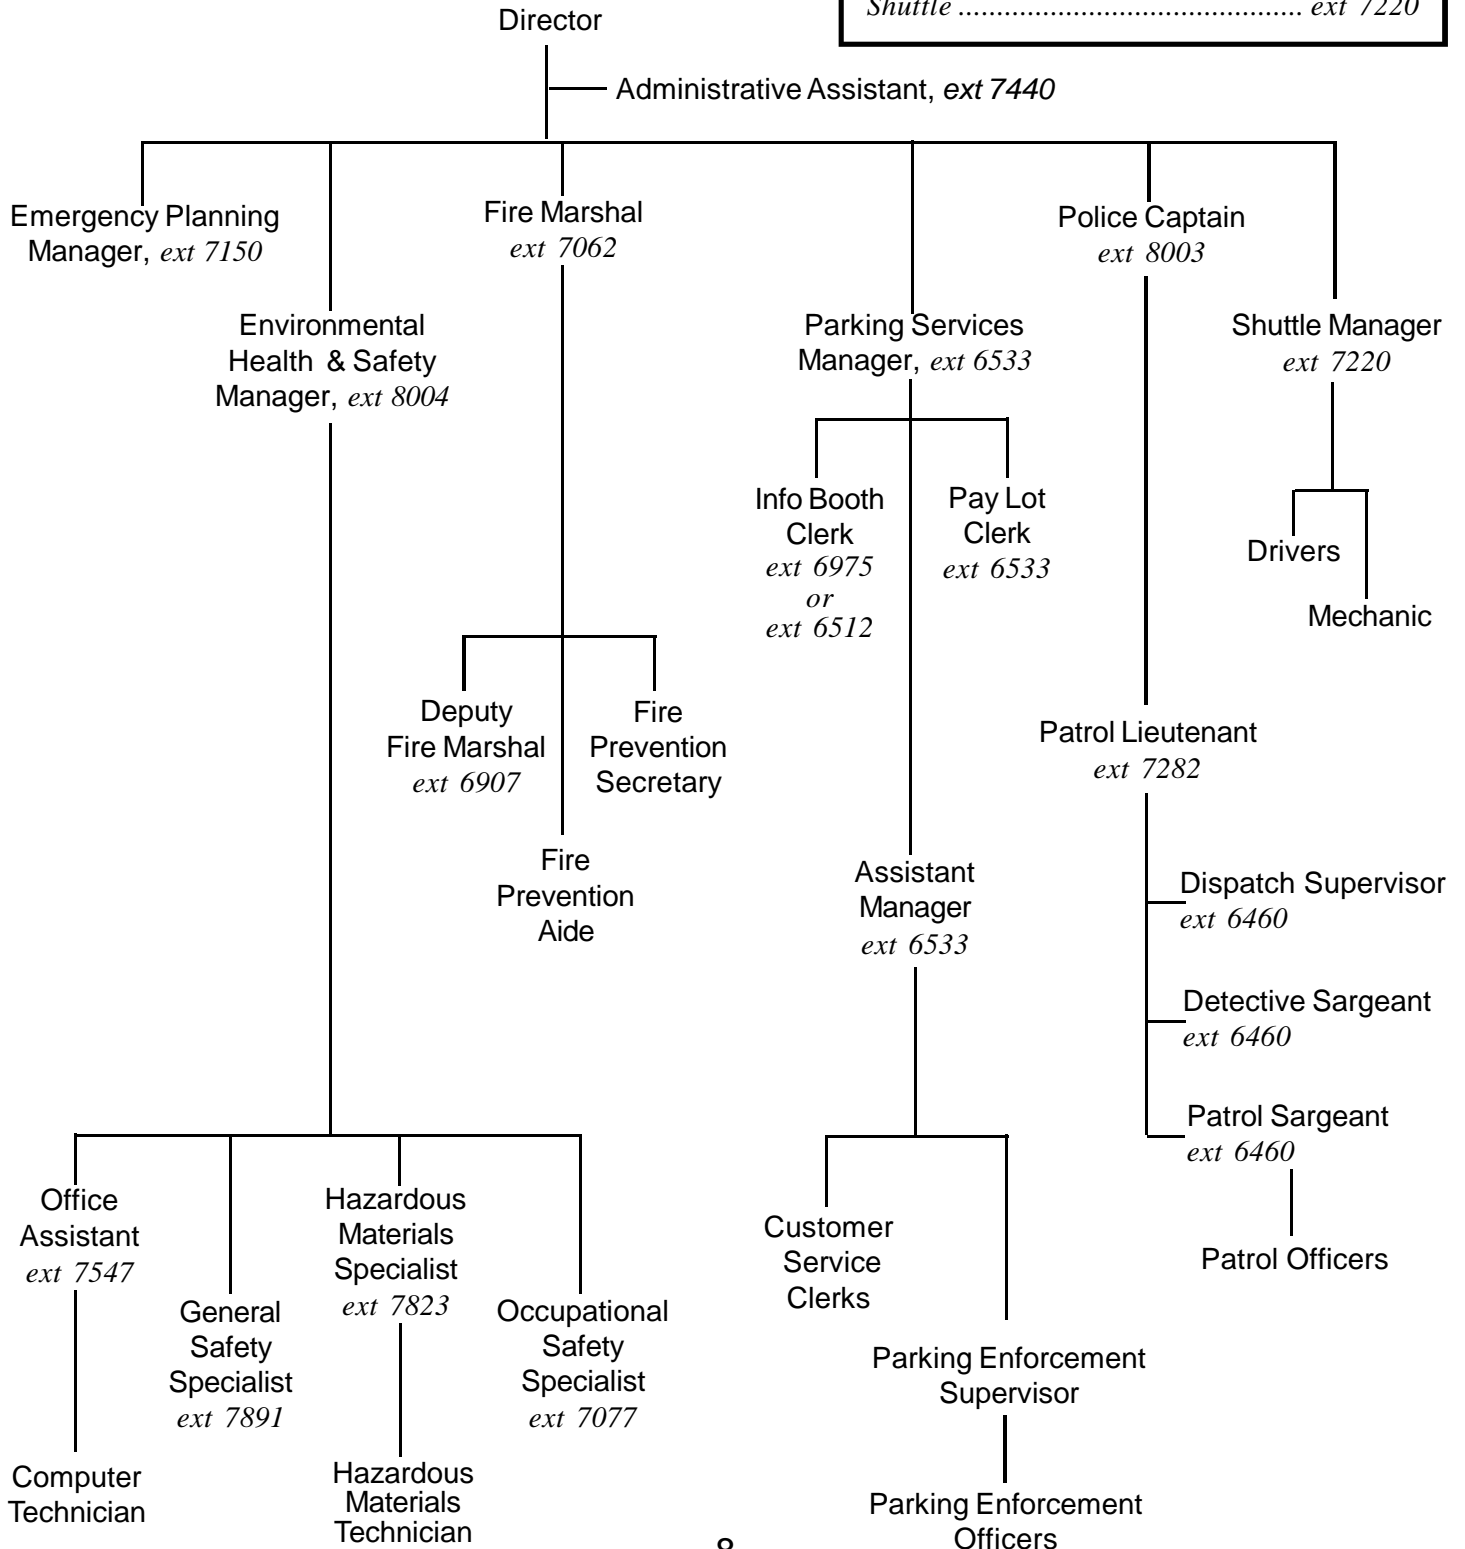 Shuttle ............................................. ext 7220
Director
Administrative Assistant, ext 7440
Emergency Planning
Manager, ext 7150
Fire Marshal
ext 7062
Police Captain
ext 8003
Environmental
Health & Safety
Manager, ext 8004
Parking Services
Manager, ext 6533
Shuttle Manager
ext 7220
Info Booth
Clerk
ext 6975
or
ext 6512
Pay Lot
Clerk
ext 6533
Drivers
Mechanic
Deputy
Fire Marshal
ext 6907
Fire
Prevention
Secretary
Patrol Lieutenant
ext 7282
Fire
Prevention
Aide
Assistant
Manager
ext 6533
Dispatch Supervisor
ext 6460
Detective Sargeant
ext 6460
Patrol Sargeant
ext 6460
Patrol Officers
Office
Assistant
ext 7547
General
Safety
Specialist
ext 7891
Hazardous
Materials
Specialist
ext 7823
Occupational
Safety
Specialist
ext 7077
Customer
Service
Clerks
Parking Enforcement
Supervisor
Computer
Technician
Hazardous
Materials
Technician
Parking Enforcement
Officers